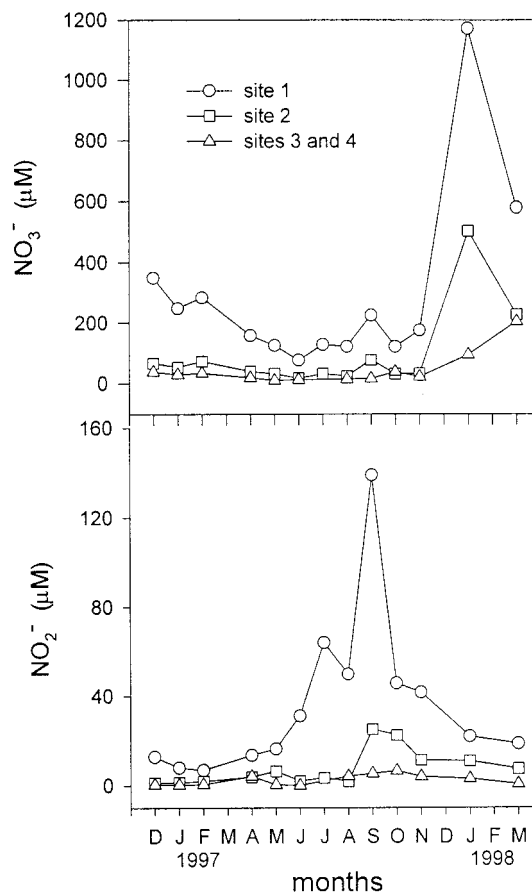 1200
1000
800
600
400
200
0
NO₃⁻ (μM)
site 1
site 2
sites 3 and 4
160
120
80
40
0
NO₂⁻ (μM)
D J F M A M J J A S O N D J F M
1997 1998
months